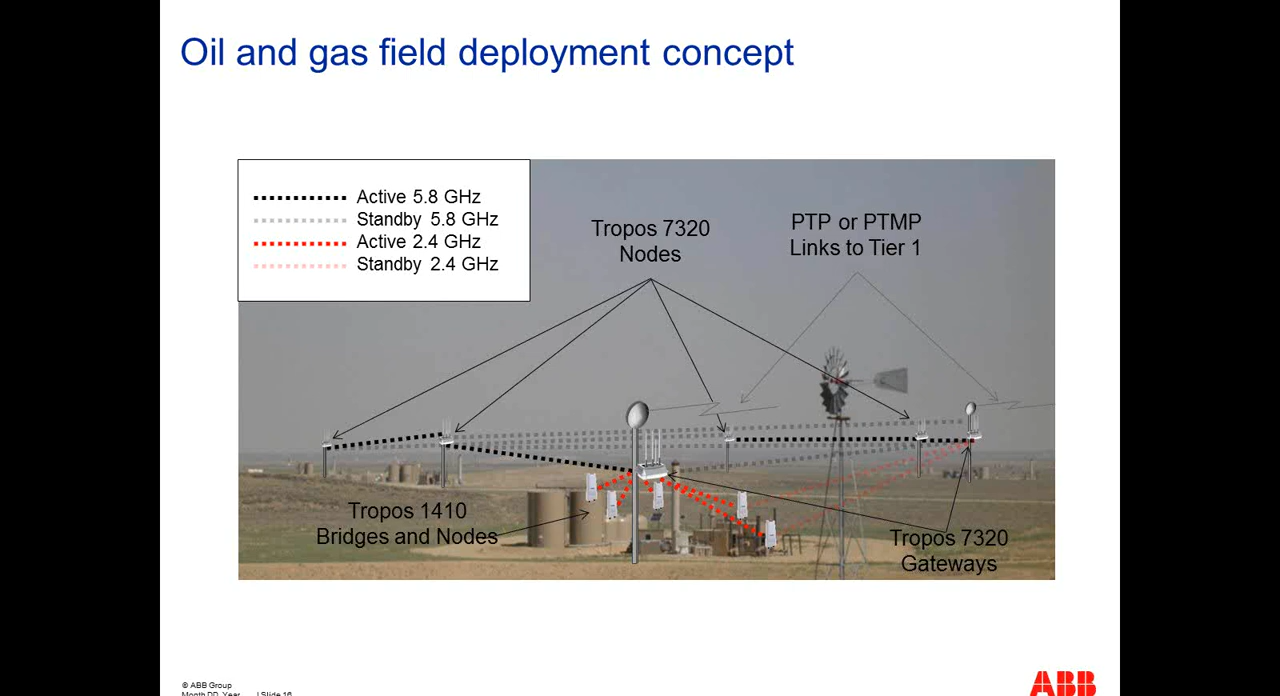 Oil and gas field deployment concept
Active 5.8 GHz
Standby 5.8 GHz
Active 2.4 GHz
Standby 2.4 GHz
Tropos 7320
Nodes
PTP or PTMP
Links to Tier 1
Tropos 1410
Bridges and Nodes
Tropos 7320
Gateways
© ABB Group
Month DD, Year | Slide 16
ABB